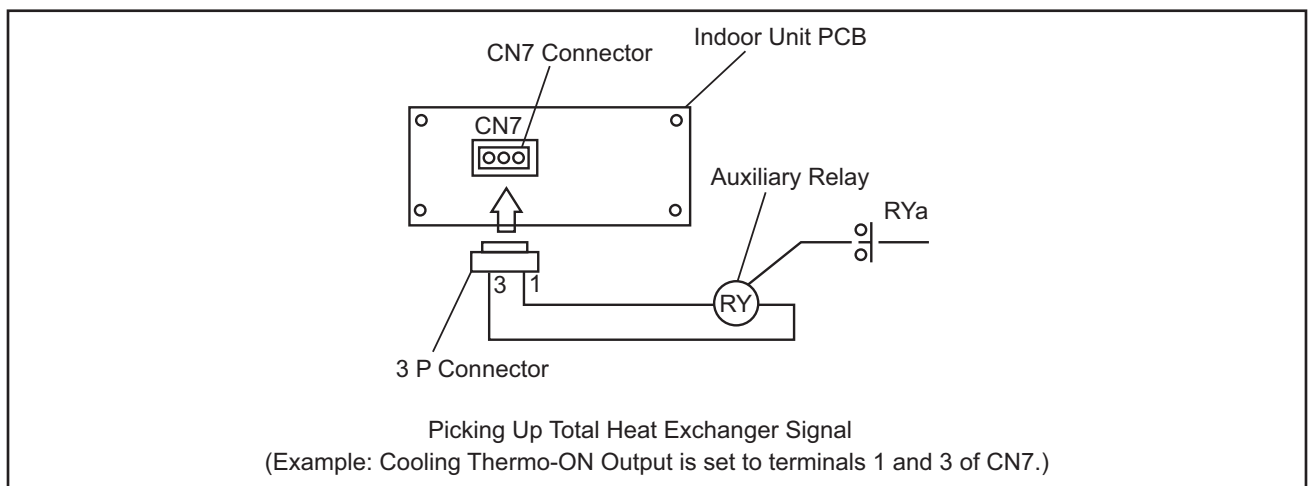 Indoor Unit PCB
CN7 Connector
CN7
Auxiliary Relay
RYa
3 1
RY
3 P Connector
Picking Up Total Heat Exchanger Signal
(Example: Cooling Thermo-ON Output is set to terminals 1 and 3 of CN7.)